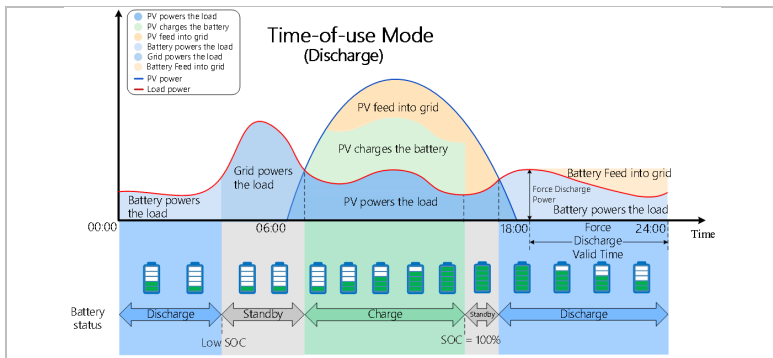 PV powers the load
PV charges the battery
PV feed into grid
Battery powers the load
Grid powers the load
Battery Feed into grid
PV power
Load power
Time-of-use Mode
(Discharge)
PV feed into grid
PV charges the battery
Grid powers
the load
PV powers the load
Battery powers
the load
Battery Feed into grid
Force Discharge
Power
Battery powers the load
00:00
06:00
18:00
Force
24:00
Time
Discharge
Valid Time
Battery
status
Discharge
Standby
Charge
Standby
Discharge
Low SOC
SOC = 100%